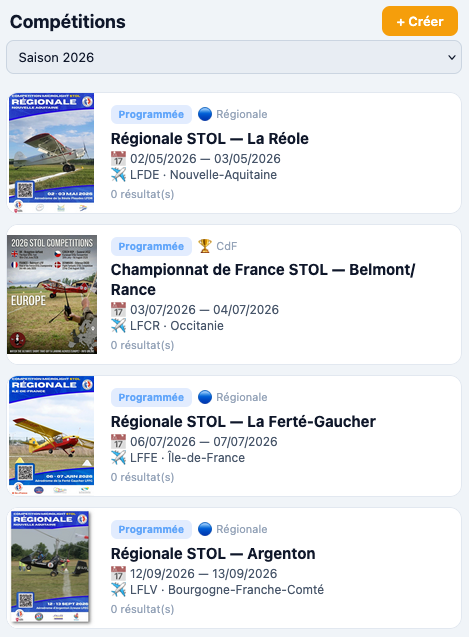 Compétitions
+ Créer
Saison 2026
RÉGIONALE
NOUVELLE AQUITAINE
02 - 03 MAI 2026
Programmée
Régionale
Régionale STOL — La Réole
02/05/2026 — 03/05/2026
LFDE · Nouvelle-Aquitaine
0 résultat(s)
2026 STOL COMPETITIONS
EUROPE
Programmée
CdF
Championnat de France STOL — Belmont/
Rance
03/07/2026 — 04/07/2026
LFCR · Occitanie
0 résultat(s)
RÉGIONALE
ILE DE FRANCE
06 - 07 JUIN 2026
Programmée
Régionale
Régionale STOL — La Ferté-Gaucher
06/07/2026 — 07/07/2026
LFFE · Île-de-France
0 résultat(s)
RÉGIONALE
NOUVELLE AQUITAINE
12 - 13 SEPT 2026
Programmée
Régionale
Régionale STOL — Argenton
12/09/2026 — 13/09/2026
LFLV · Bourgogne-Franche-Comté
0 résultat(s)